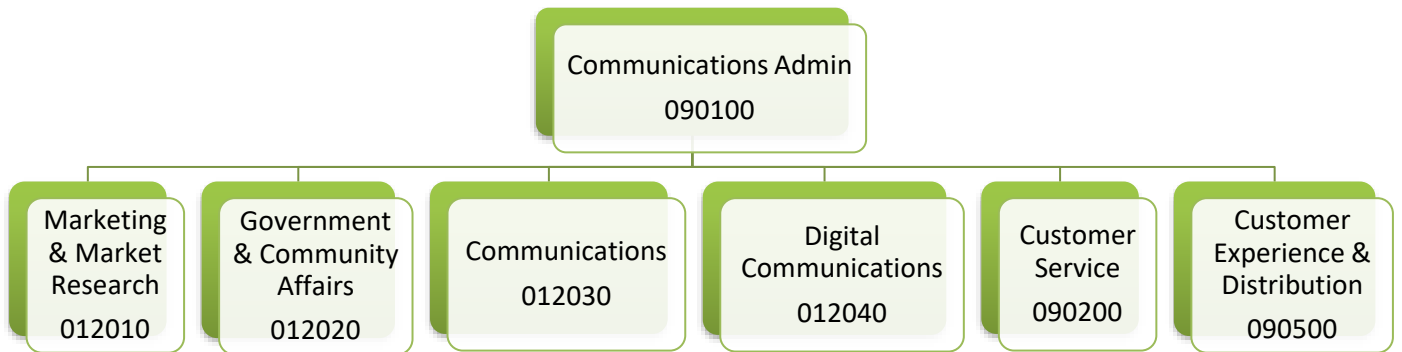 Communications Admin
090100
Marketing
& Market
Research
012010
Government
& Community
Affairs
012020
Communications
012030
Digital
Communications
012040
Customer
Service
090200
Customer
Experience &
Distribution
090500